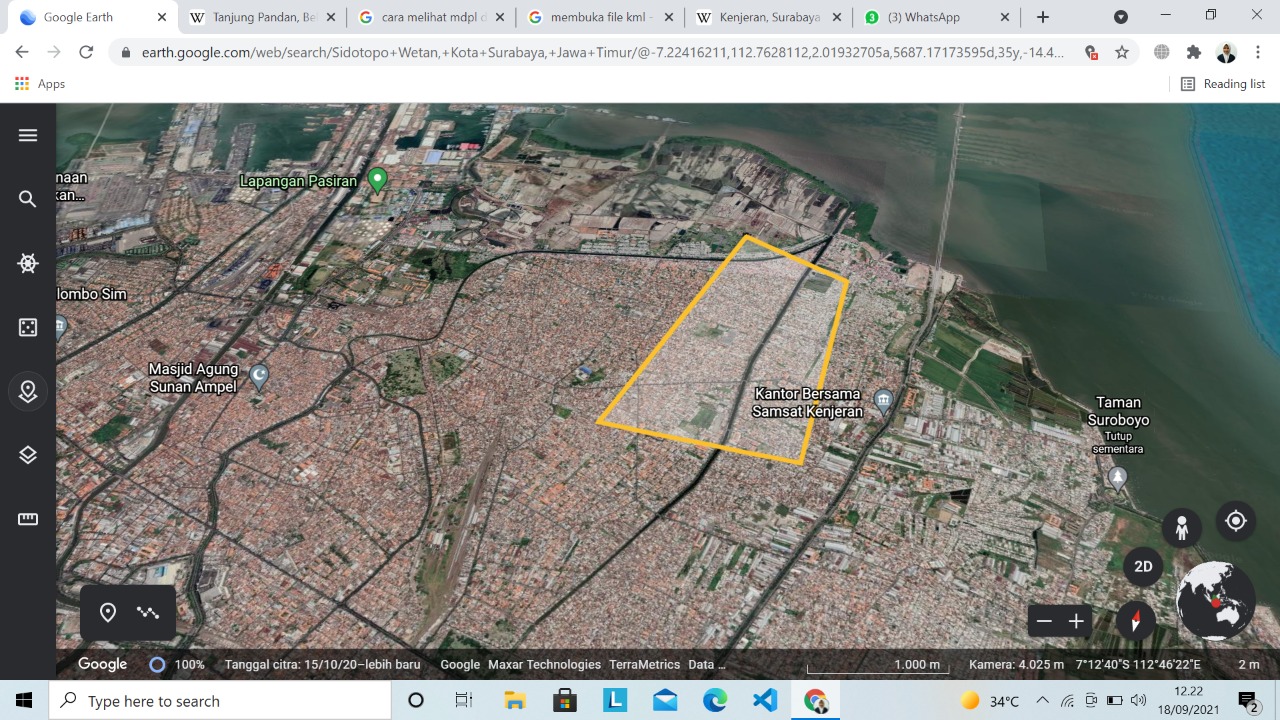 Google Earth
Tanjung Pandan, Be
cara melihat mdpl d
membuka file kml -
Kenjeran, Surabaya
3
(3) WhatsApp
earth.google.com/web/search/Sidotopo+Wetan,+Kota+Surabaya,+Jawa+Timur/@-7.22416211,112.7628112,2.01932705a,5687.17173595d,35y,-14.4...
Apps
Reading list
naan
kan...
Lapangan Pasiran
lombo Sim
Masjid Agung
Sunan Ampel
Kantor Bersama
Samsat Kenjeran
Taman
Suroboyo
Tutup
sementara
2D
Google
100%
Tanggal citra: 15/10/20–lebih baru
Google Maxar Technologies TerraMetrics Data ...
1.000 m
Kamera: 4.025 m
7°12'40"S 112°46'22"E
2 m
Type here to search
L
34°C
12.22
18/09/2021
2